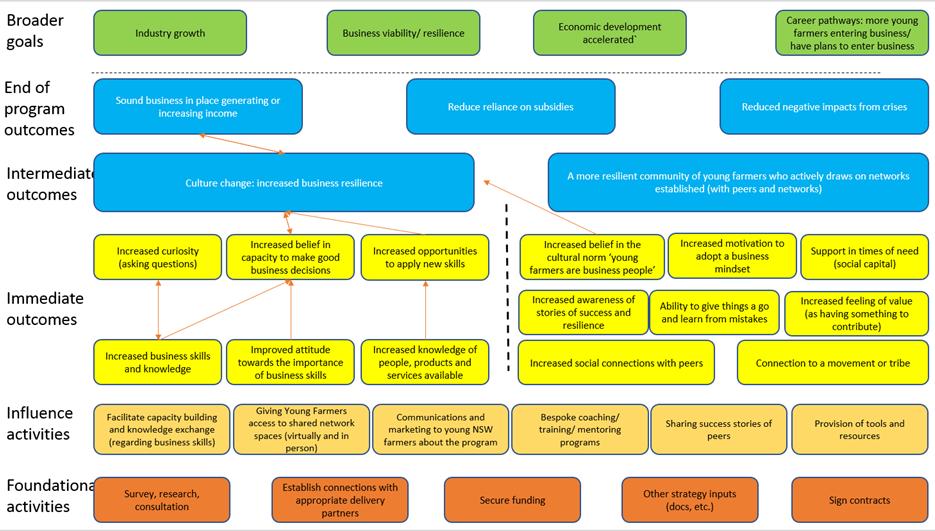 Broader
goals
Industry growth
Business viability/ resilience
Economic development
accelerated`
Career pathways: more young
farmers entering business/
have plans to enter business
End of
program
outcomes
Sound business in place generating or
increasing income
Reduce reliance on subsidies
Reduced negative impacts from crises
Intermediate
outcomes
Culture change: increased business resilience
A more resilient community of young farmers who actively draws on networks
established (with peers and networks)
Immediate
outcomes
Increased curiosity
(asking questions)
Increased belief in
capacity to make good
business decisions
Increased opportunities
to apply new skills
Increased belief in the
cultural norm ‘young
farmers are business people’
Increased motivation to
adopt a business
mindset
Support in times of need
(social capital)
Increased awareness of
stories of success and
resilience
Ability to give things a go
and learn from mistakes
Increased feeling of value
(as having something to
contribute)
Increased business skills
and knowledge
Improved attitude
towards the importance
of business skills
Increased knowledge of
people, products and
services available
Increased social connections with peers
Connection to a movement or tribe
Influence
activities
Facilitate capacity building
and knowledge exchange
(regarding business skills)
Giving Young Farmers
access to shared network
spaces (virtually and in
person)
Communications and
marketing to young NSW
farmers about the program
Bespoke coaching/
training/ mentoring
programs
Sharing success stories of
peers
Provision of tools and
resources
Foundationa
activities
Survey, research,
consultation
Establish connections with
appropriate delivery
partners
Secure funding
Other strategy inputs
(docs, etc.)
Sign contracts